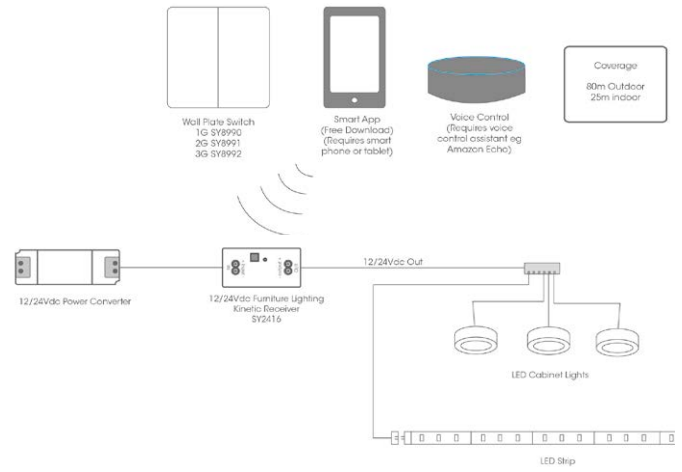 Wall Plate Switch
1G SY8990
2G SY8991
3G SY8992
Smart App
(Free Download)
(Requires smart
phone or tablet)
Voice Control
(Requires voice
control assistant eg
Amazon Echo)
Coverage
80m Outdoor
25m indoor
12/24Vdc Power Converter
12/24Vdc Furniture Lighting
Kinetic Receiver
SY2416
12/24Vdc Out
LED Cabinet Lights
LED Strip